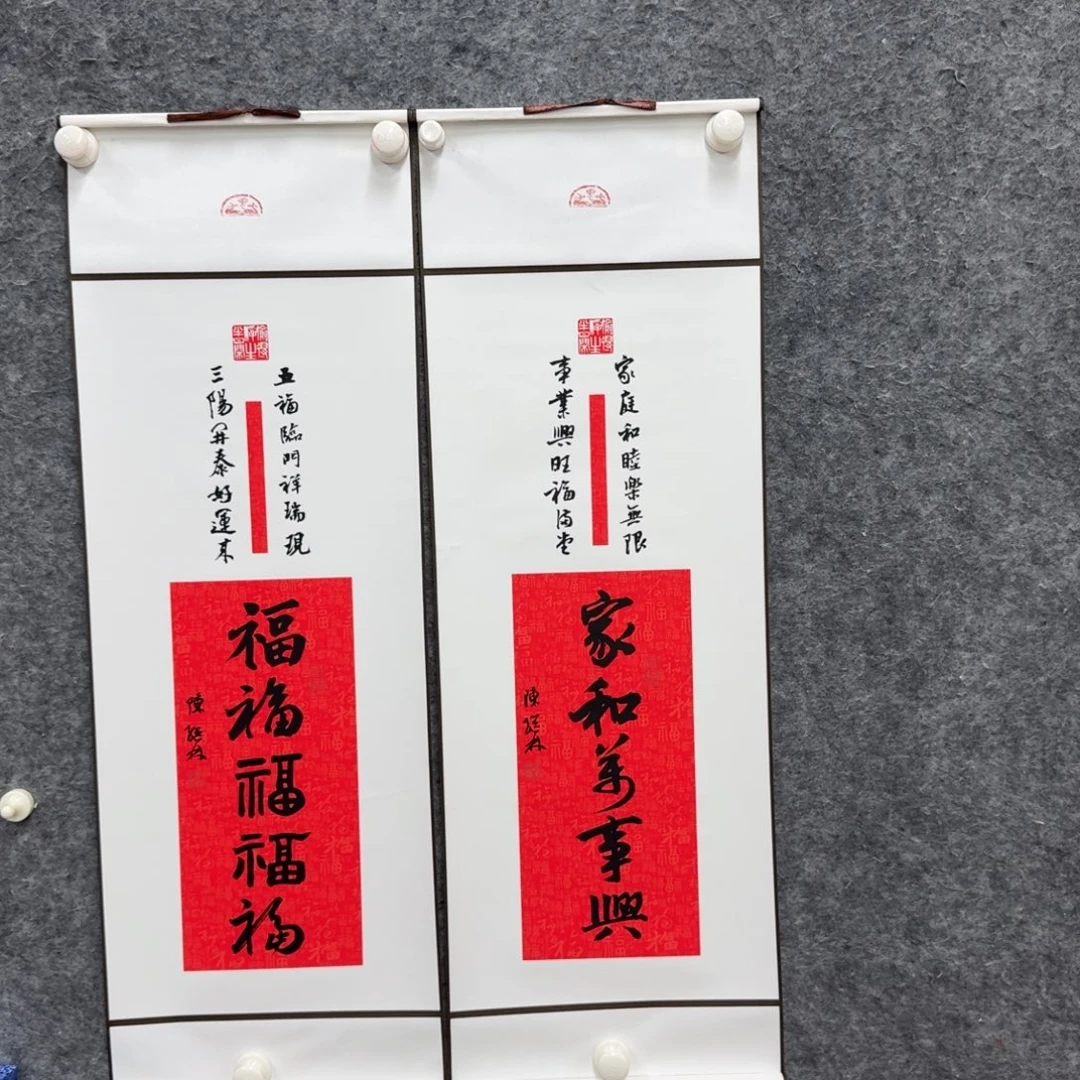 家庭和睦樂無限
事業興旺福滿堂
家和萬事興
五福臨門祥瑞現
三陽開泰好運來
福福福福福